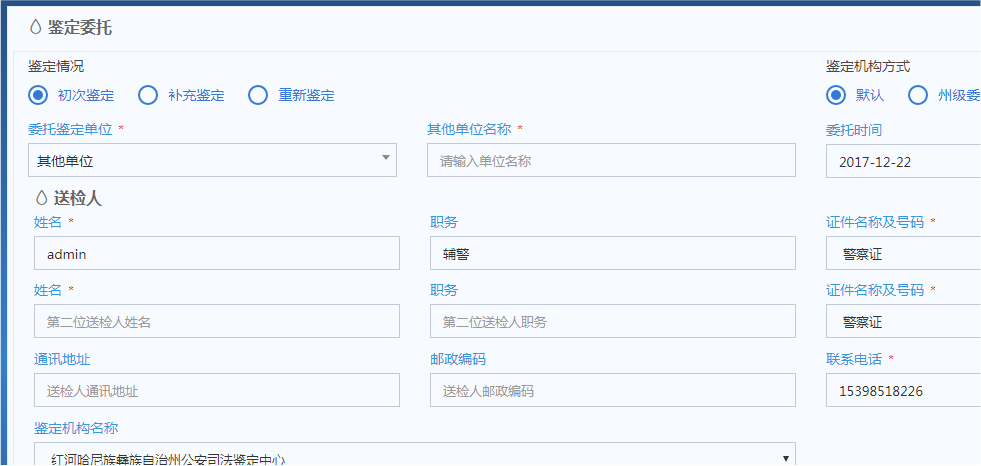 鉴定委托
鉴定情况 鉴定机构方式
初次鉴定 补充鉴定 重新鉴定 默认 州级委
委托鉴定单位 * 其他单位名称 * 委托时间
其他单位 请输入单位名称 2017-12-22
送检人
姓名 * 职务 证件名称及号码 *
admin 辅警 警察证
姓名 * 职务 证件名称及号码 *
第二位送检人姓名 第二位送检人职务 警察证
通讯地址 邮政编码 联系电话 *
送检人通讯地址 送检人邮政编码 15398518226
鉴定机构名称
红河哈尼族彝族自治州公安司法鉴定中心